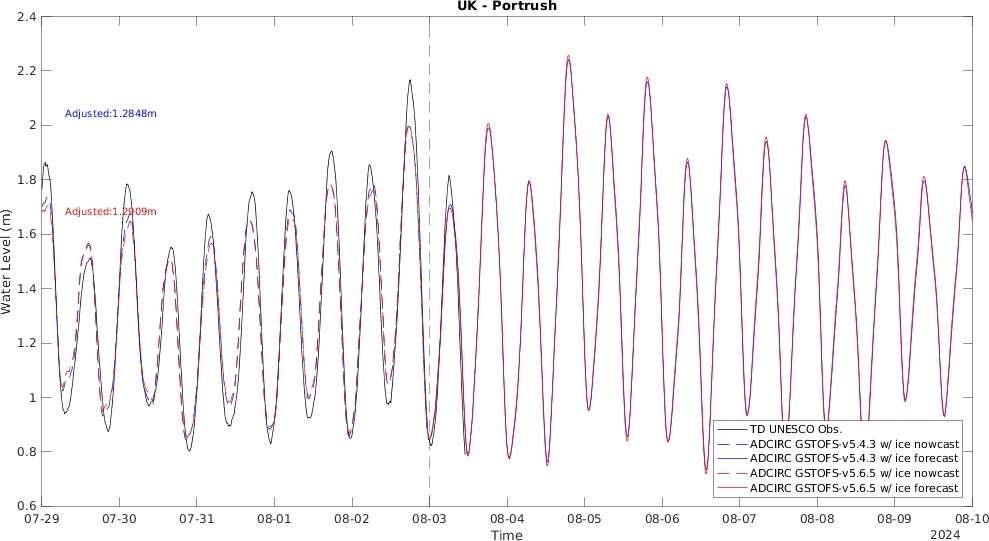 UK - Portrush
2.4
2.2
2
1.8
1.6
1.4
1.2
1
0.8
0.6
Water Level (m)
Adjusted:1.2848m
Adjusted:1.2909m
TD UNESCO Obs.
ADCIRC GSTOFS-v5.4.3 w/ ice nowcast
ADCIRC GSTOFS-v5.4.3 w/ ice forecast
ADCIRC GSTOFS-v5.6.5 w/ ice nowcast
ADCIRC GSTOFS-v5.6.5 w/ ice forecast
07-29 07-30 07-31 08-01 08-02 08-03 08-04 08-05 08-06 08-07 08-08 08-09 08-10
Time
2024